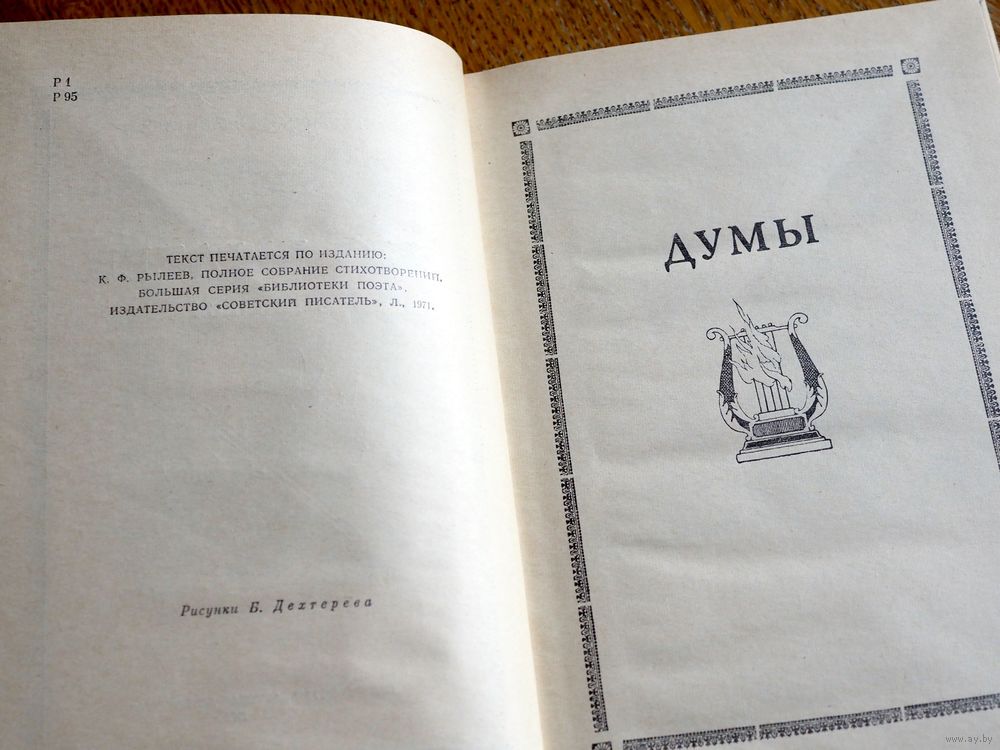 Р 1
Р 95
ТЕКСТ ПЕЧАТАЕТСЯ ПО ИЗДАНИЮ:
К. Ф. РЫЛЕЕВ, ПОЛНОЕ СОБРАНИЕ СТИХОТВОРЕНИЙ,
БОЛЬШАЯ СЕРИЯ «БИБЛИОТЕКИ ПОЭТА»,
ИЗДАТЕЛЬСТВО «СОВЕТСКИЙ ПИСАТЕЛЬ», Л., 1971.
Рисунки Б. Дехтерева
ДУМЫ
www.ay.by